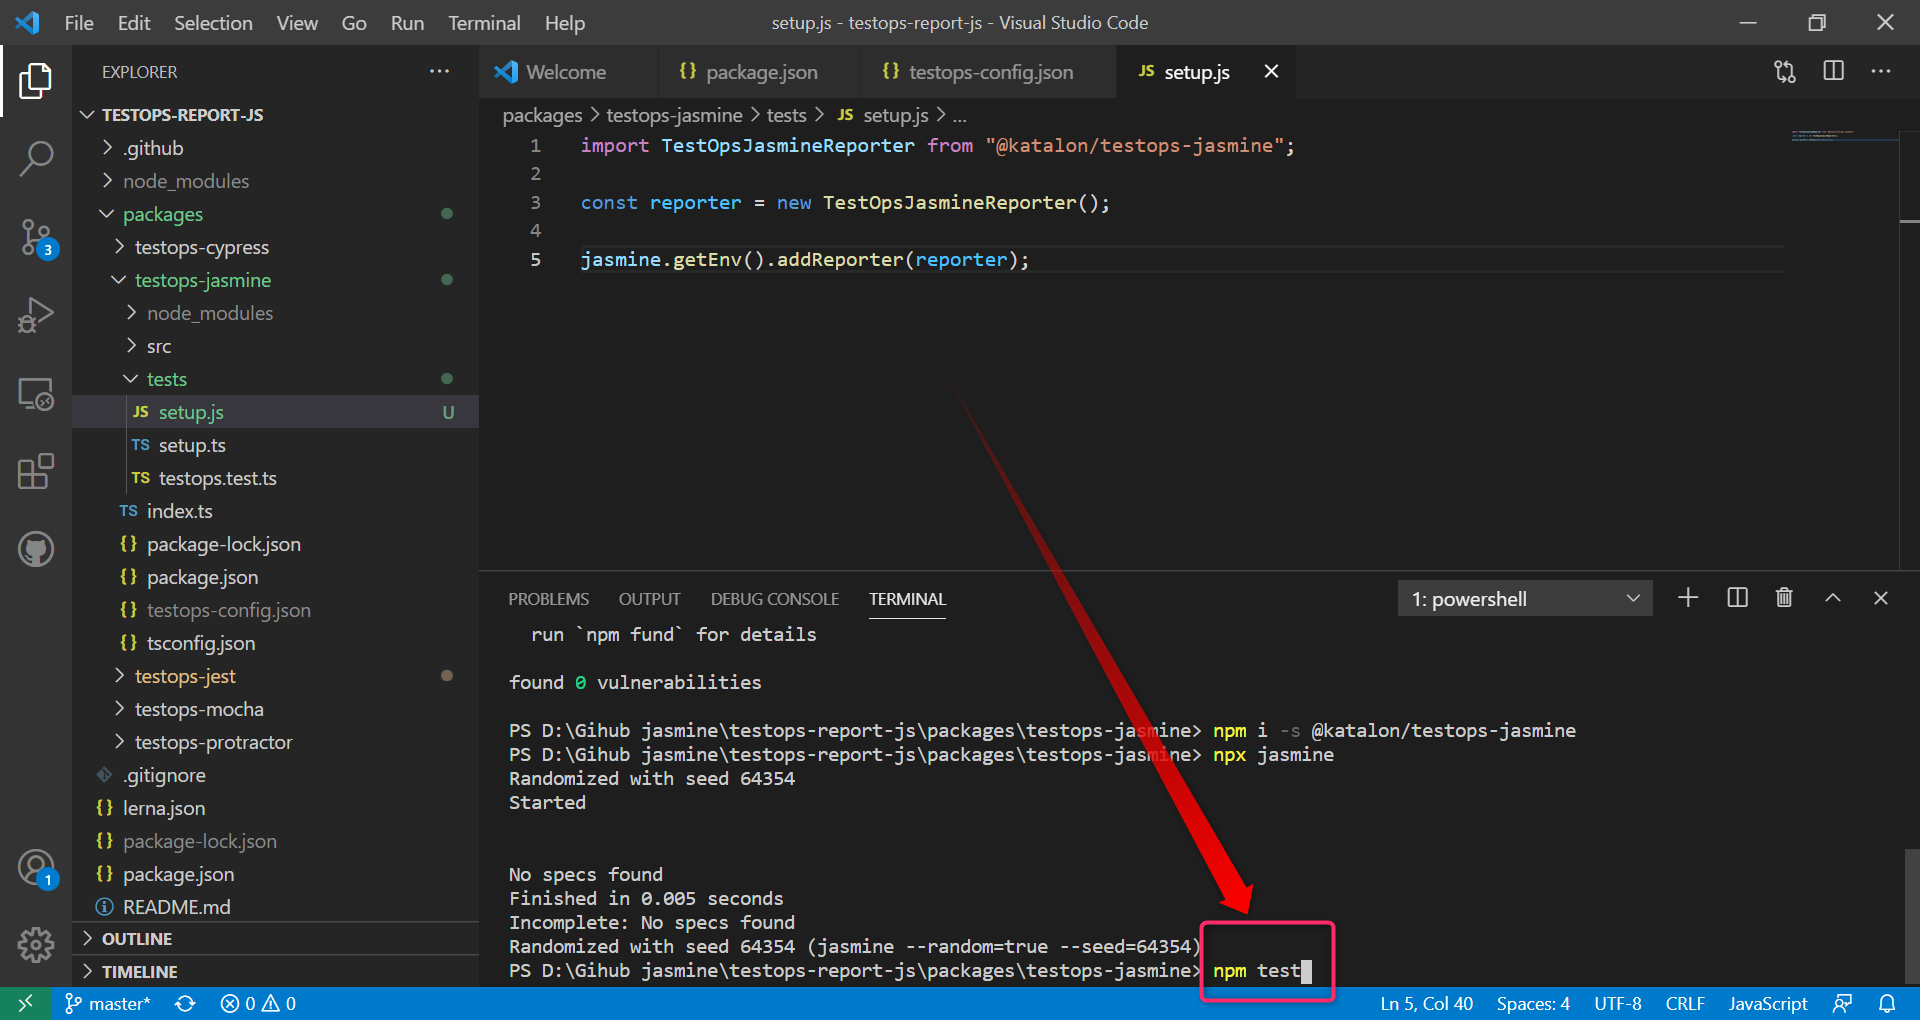 File Edit Selection View Go Run Terminal Help
setup.js - testops-report-js - Visual Studio Code
EXPLORER
TESTOPS-REPORT-JS
.github
node_modules
packages
testops-cypress
testops-jasmine
node_modules
src
tests
JS setup.js U
TS setup.ts
TS testops.test.ts
TS index.ts
{} package-lock.json
{} package.json
{} testops-config.json
{} tsconfig.json
testops-jest
testops-mocha
testops-protractor
.gitignore
{} lerna.json
{} package-lock.json
{} package.json
README.md
OUTLINE
TIMELINE
3
1
Welcome {} package.json {} testops-config.json JS setup.js
packages > testops-jasmine > tests > JS setup.js > ...
1 import TestOpsJasmineReporter from "@katalon/testops-jasmine";
2
3 const reporter = new TestOpsJasmineReporter();
4
5 jasmine.getEnv().addReporter(reporter);
PROBLEMS OUTPUT DEBUG CONSOLE TERMINAL 1: powershell
run `npm fund` for details
found 0 vulnerabilities
PS D:\Gihub jasmine\testops-report-js\packages\testops-jasmine> npm i -s @katalon/testops-jasmine
PS D:\Gihub jasmine\testops-report-js\packages\testops-jasmine> npx jasmine
Randomized with seed 64354
Started
No specs found
Finished in 0.005 seconds
Incomplete: No specs found
Randomized with seed 64354 (jasmine --random=true --seed=64354)
PS D:\Gihub jasmine\testops-report-js\packages\testops-jasmine> npm test
master* 0 0 Ln 5, Col 40 Spaces: 4 UTF-8 CRLF JavaScript